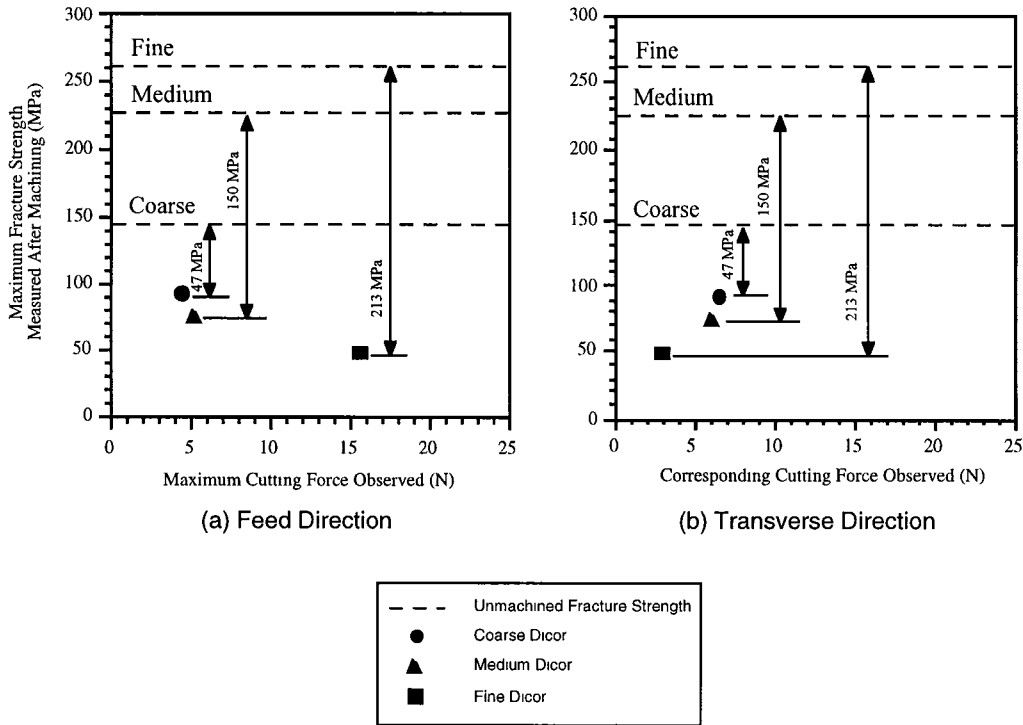 Maximum Fracture Strength
Measured After Machining (MPa)
300
250
200
150
100
50
0
Fine
Medium
Coarse
47 MPa
150 MPa
213 MPa
0 5 10 15 20 25
Maximum Cutting Force Observed (N)
(a) Feed Direction
300
250
200
150
100
50
0
Fine
Medium
Coarse
47 MPa
150 MPa
213 MPa
0 5 10 15 20 25
Corresponding Cutting Force Observed (N)
(b) Transverse Direction
Unmachined Fracture Strength
Coarse Dicor
Medium Dicor
Fine Dicor